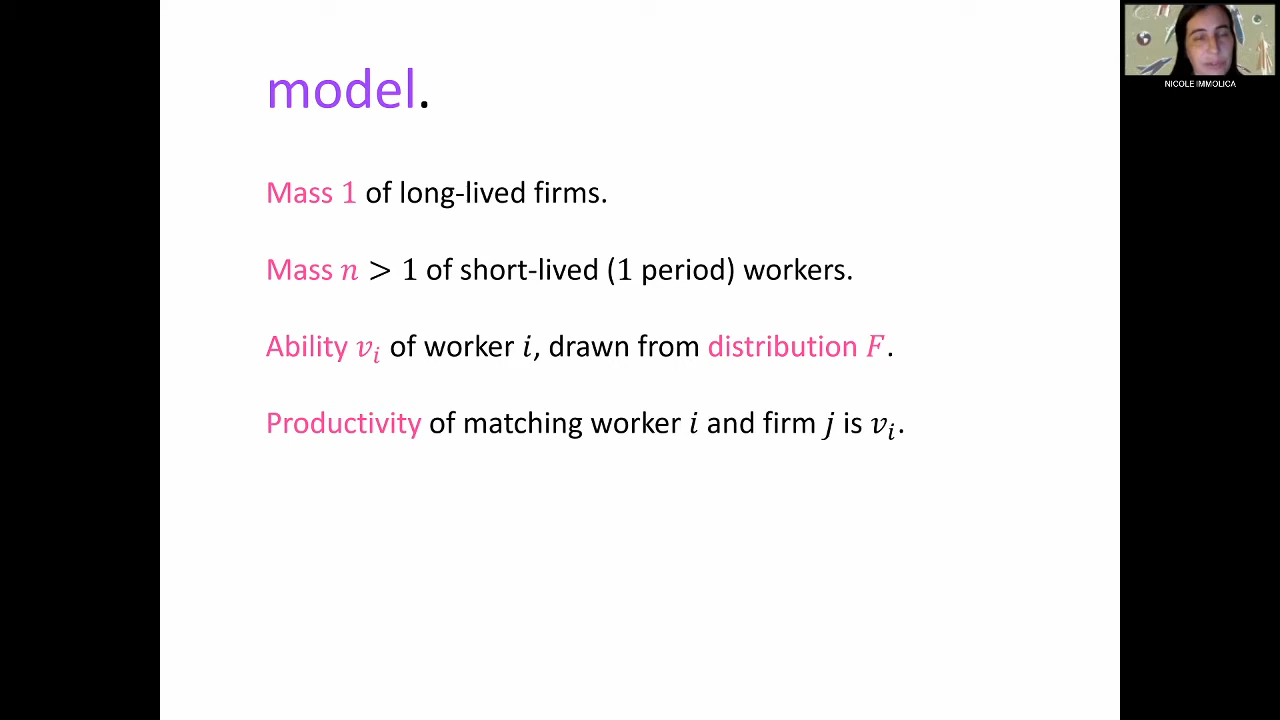 model.
Mass 1 of long-lived firms.
Mass n > 1 of short-lived (1 period) workers.
Ability v_i of worker i, drawn from distribution F.
Productivity of matching worker i and firm j is v_i.
NICOLE IMMOLICA